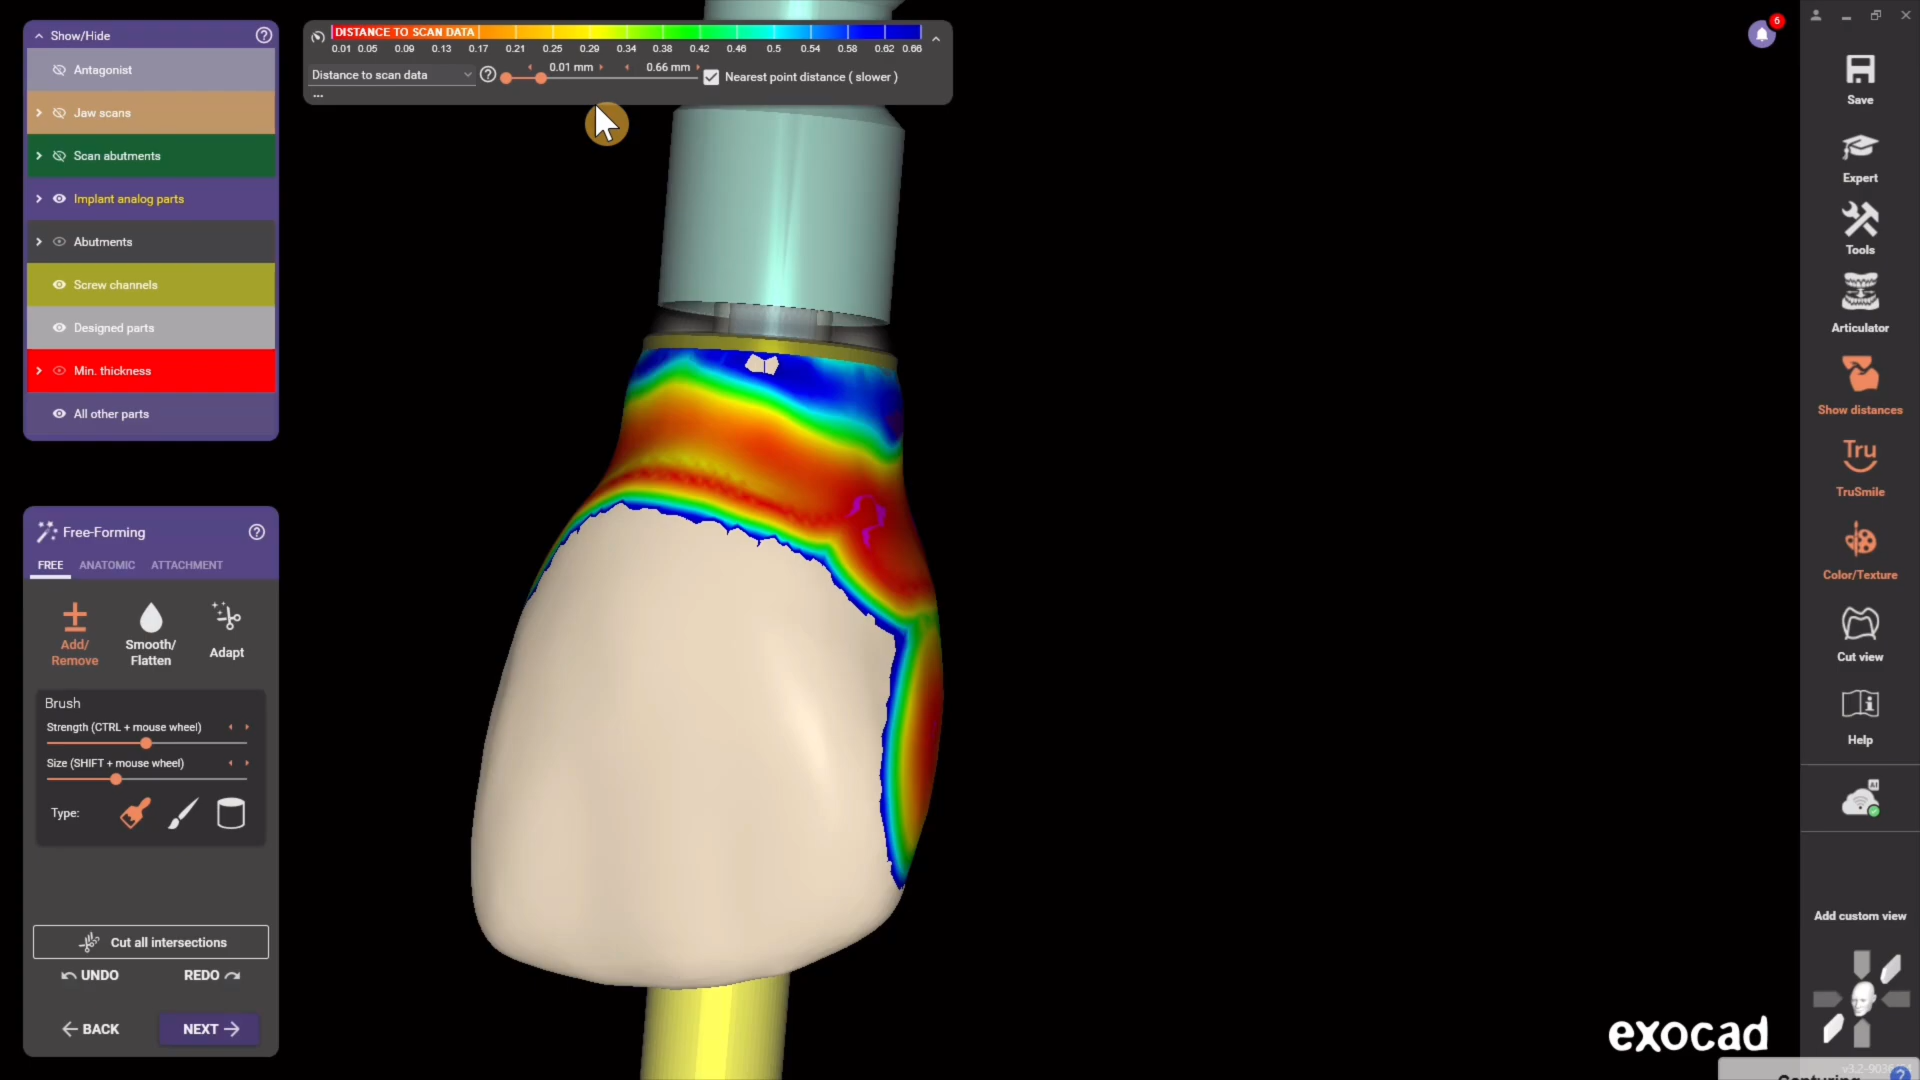 Show/Hide
Antagonist
Jaw scans
Scan abutments
Implant analog parts
Abutments
Screw channels
Designed parts
Min. thickness
All other parts
DISTANCE TO SCAN DATA
0.01 0.05 0.09 0.13 0.17 0.21 0.25 0.29 0.34 0.38 0.42 0.46 0.5 0.54 0.58 0.62 0.66
Distance to scan data
0.01 mm
0.66 mm
Nearest point distance ( slower )
...
Free-Forming
FREE ANATOMIC ATTACHMENT
Add/
Remove
Smooth/
Flatten
Adapt
Brush
Strength (CTRL + mouse wheel)
Size (SHIFT + mouse wheel)
Type:
Cut all intersections
UNDO REDO
BACK NEXT
6
Save
Expert
Tools
Articulator
Show distances
Tru
TruSmile
Color/Texture
Cut view
Help
AI
Add custom view
exocad